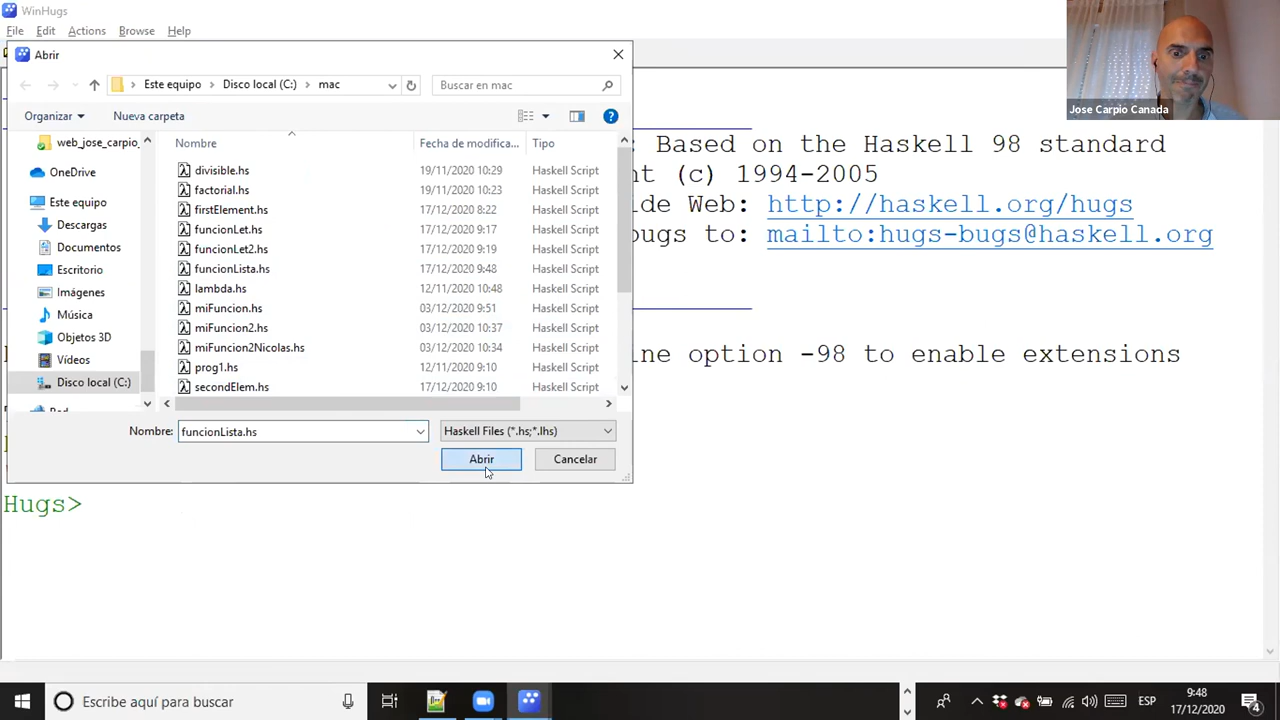 WinHugs
File Edit Actions Browse Help
Abrir
Este equipo Disco local (C:) mac
Buscar en mac
Organizar Nueva carpeta
web_jose_carpio_
OneDrive
Este equipo
Descargas
Documentos
Escritorio
Imágenes
Música
Objetos 3D
Vídeos
Disco local (C:)
Nombre Fecha de modifica... Tipo
divisible.hs 19/11/2020 10:29 Haskell Script
factorial.hs 19/11/2020 10:23 Haskell Script
firstElement.hs 17/12/2020 8:22 Haskell Script
funcionLet.hs 17/12/2020 9:17 Haskell Script
funcionLet2.hs 17/12/2020 9:19 Haskell Script
funcionLista.hs 17/12/2020 9:48 Haskell Script
lambda.hs 12/11/2020 10:48 Haskell Script
miFuncion.hs 03/12/2020 9:51 Haskell Script
miFuncion2.hs 03/12/2020 10:37 Haskell Script
miFuncion2Nicolas.hs 03/12/2020 10:34 Haskell Script
prog1.hs 12/11/2020 9:10 Haskell Script
secondElem.hs 17/12/2020 9:10 Haskell Script
Nombre: funcionLista.hs Haskell Files (*.hs;*.lhs)
Abrir Cancelar
Jose Carpio Canada
: Based on the Haskell 98 standard
nt (c) 1994-2005
ide Web: http://haskell.org/hugs
bugs to: mailto:hugs-bugs@haskell.org
ine option -98 to enable extensions
Hugs>
Escribe aquí para buscar
ESP
9:48
17/12/2020
4